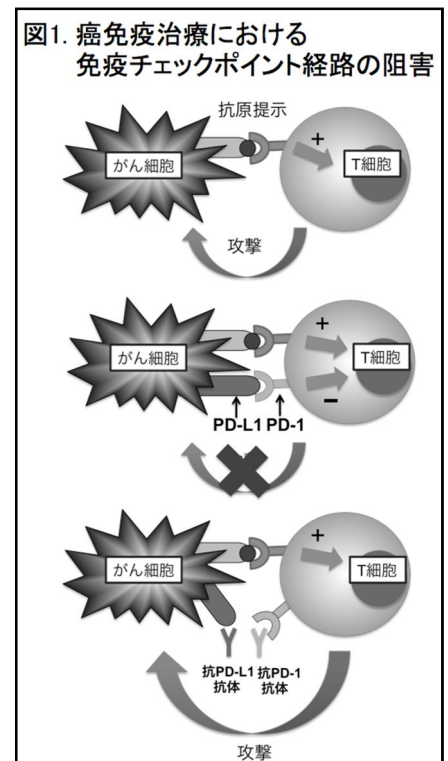 図1. 癌免疫治療における
免疫チェックポイント経路の阻害
抗原提示
+
がん細胞
T細胞
攻撃
+
がん細胞
T細胞
−
PD-L1 PD-1
+
がん細胞
T細胞
抗PD-L1 抗PD-1
抗体 抗体
攻撃